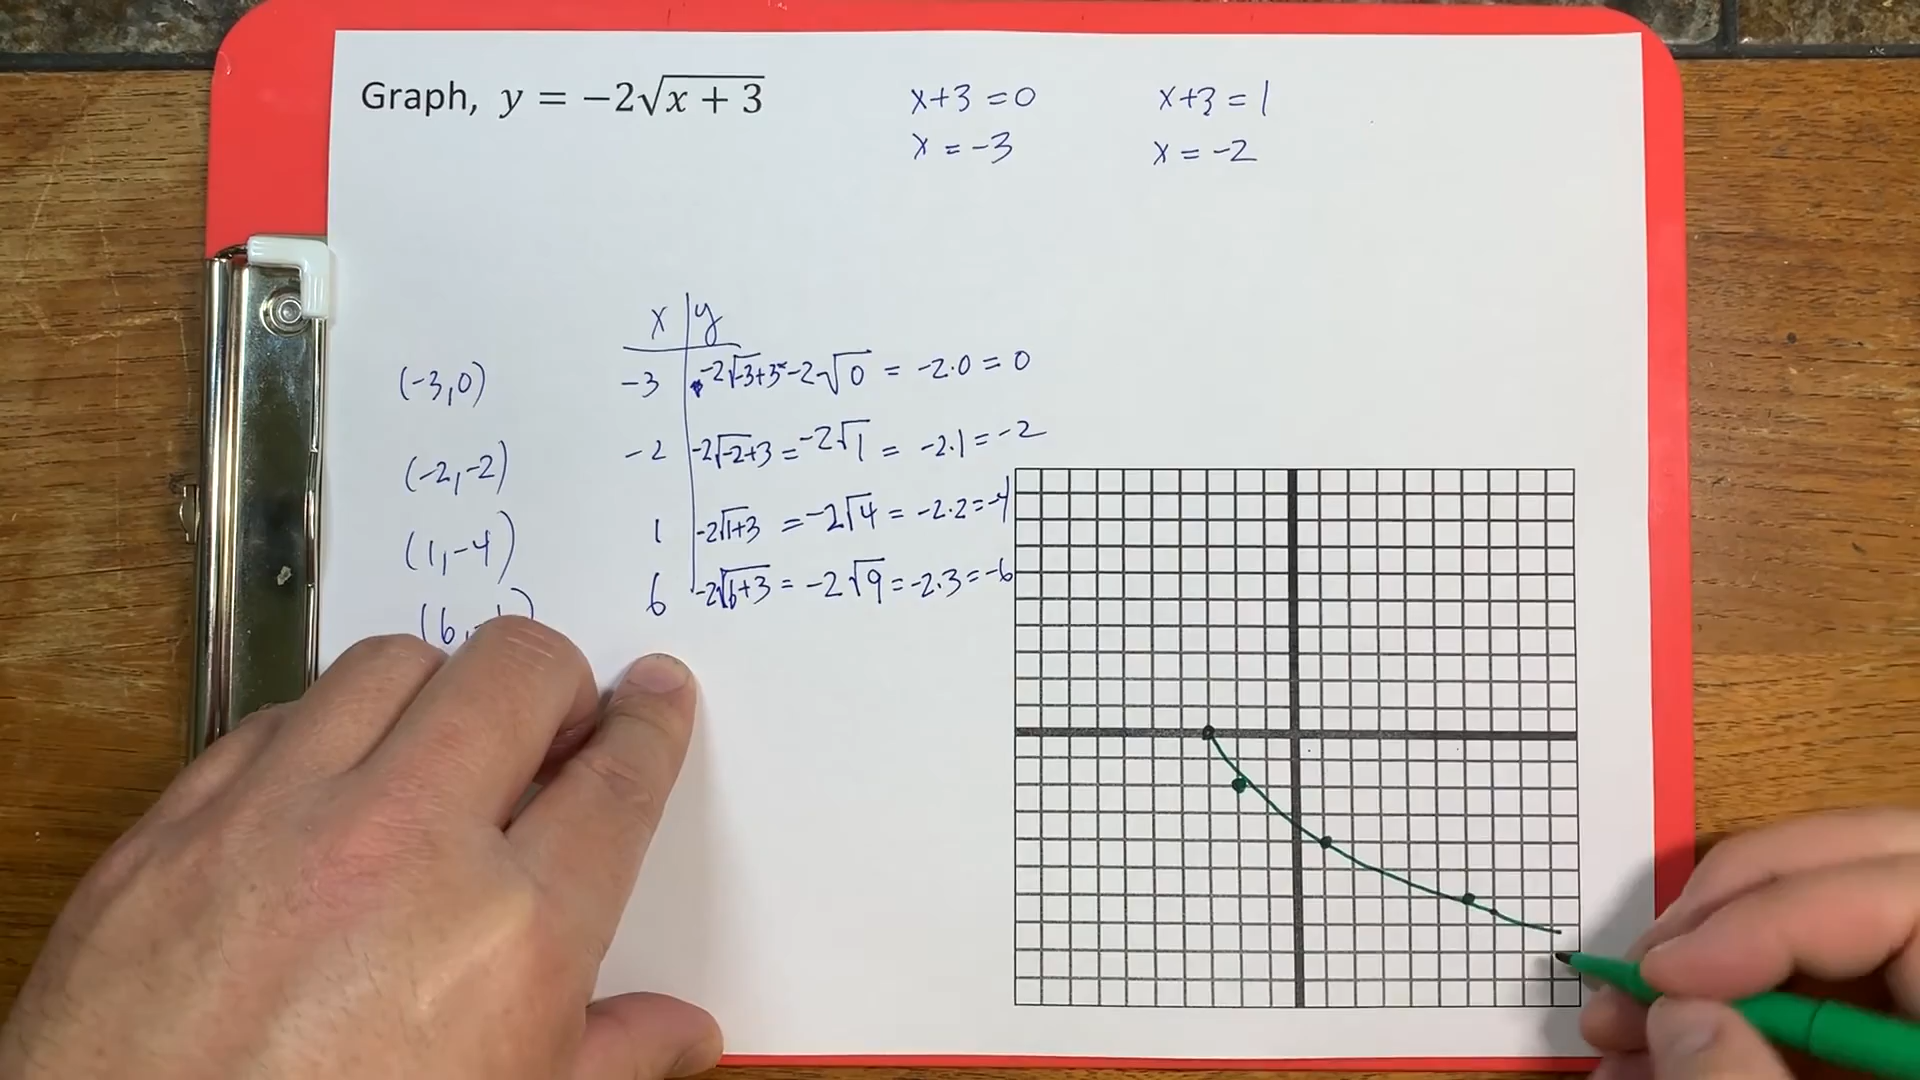 Graph, y = −2√(x + 3)
x+3 = 0
x = -3
x+3 = 1
x = -2
x | y
(-3,0)
-3 | -2√-3+3 = -2√0 = -2·0 = 0
(-2,-2)
-2 | -2√-2+3 = -2√1 = -2·1 = -2
(1,-4)
1 | -2√1+3 = -2√4 = -2·2 = -4
(6,-
6 | -2√6+3 = -2√9 = -2·3 = -6